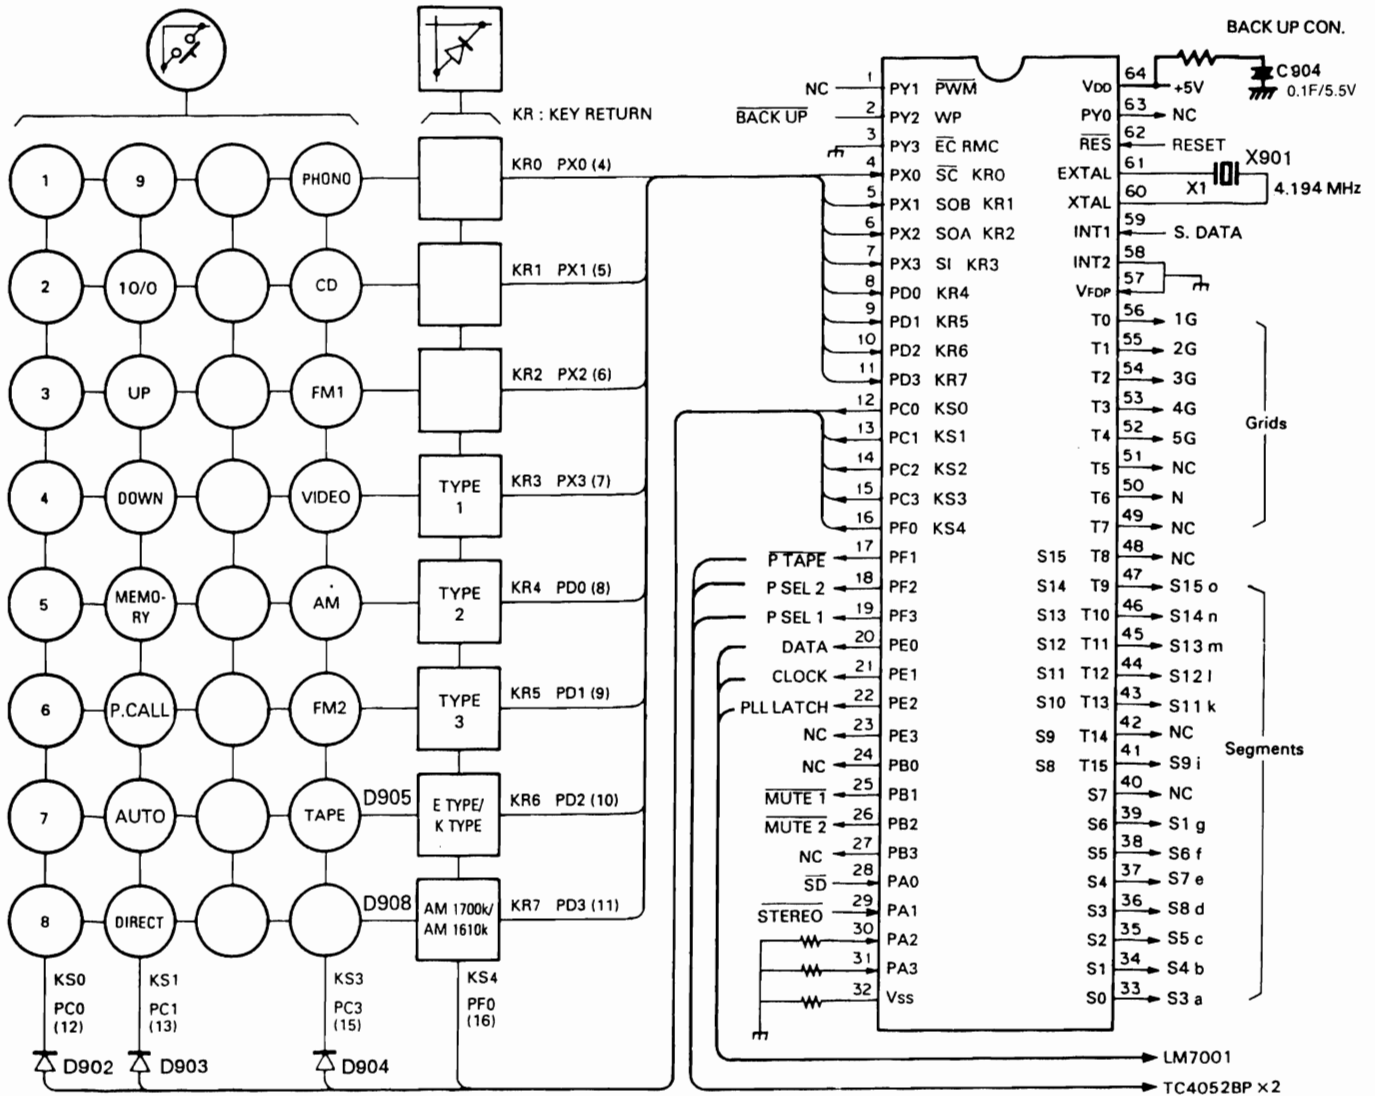 BACK UP CON.
C904
0.1F/5.5V
KR : KEY RETURN
1 9 PHONO KR0 PX0 (4)
2 10/0 CD KR1 PX1 (5)
3 UP FM1 KR2 PX2 (6)
4 DOWN VIDEO TYPE 1 KR3 PX3 (7)
5 MEMO-RY AM TYPE 2 KR4 PD0 (8)
6 P.CALL FM2 TYPE 3 KR5 PD1 (9)
7 AUTO TAPE D905 E TYPE/ K TYPE KR6 PD2 (10)
8 DIRECT D908 AM 1700k/ AM 1610k KR7 PD3 (11)
KS0 KS1 KS3 KS4
PC0 (12) PC1 (13) PC3 (15) PF0 (16)
D902 D903 D904
NC 1 PY1 PWM
BACK UP 2 PY2 WP
3 PY3 EC RMC
4 PX0 SC KR0
5 PX1 SOB KR1
6 PX2 SOA KR2
7 PX3 SI KR3
8 PD0 KR4
9 PD1 KR5
10 PD2 KR6
11 PD3 KR7
12 PC0 KS0
13 PC1 KS1
14 PC2 KS2
15 PC3 KS3
16 PF0 KS4
P TAPE 17 PF1
P SEL 2 18 PF2
P SEL 1 19 PF3
DATA 20 PE0
CLOCK 21 PE1
PLL LATCH 22 PE2
NC 23 PE3
NC 24 PB0
MUTE 1 25 PB1
MUTE 2 26 PB2
NC 27 PB3
SD 28 PA0
STEREO 29 PA1
30 PA2
31 PA3
32 Vss
VDD 64 +5V
PY0 63 NC
RES 62 RESET
EXTAL 61 X1 X901
4.194 MHz
XTAL 60
INT1 59 S. DATA
INT2 58
VFDP 57
T0 56 1G
T1 55 2G
T2 54 3G
T3 53 4G
T4 52 5G
T5 51 NC
T6 50 N
T7 49 NC
Grids
S15 T8 48 NC
S14 T9 47 S15 o
S13 T10 46 S14 n
S12 T11 45 S13 m
S11 T12 44 S12 l
S10 T13 43 S11 k
S9 T14 42 NC
S8 T15 41 S9 i
S7 40 NC
S6 39 S1 g
S5 38 S6 f
S4 37 S7 e
S3 36 S8 d
S2 35 S5 c
S1 34 S4 b
S0 33 S3 a
Segments
LM7001
TC4052BP ×2